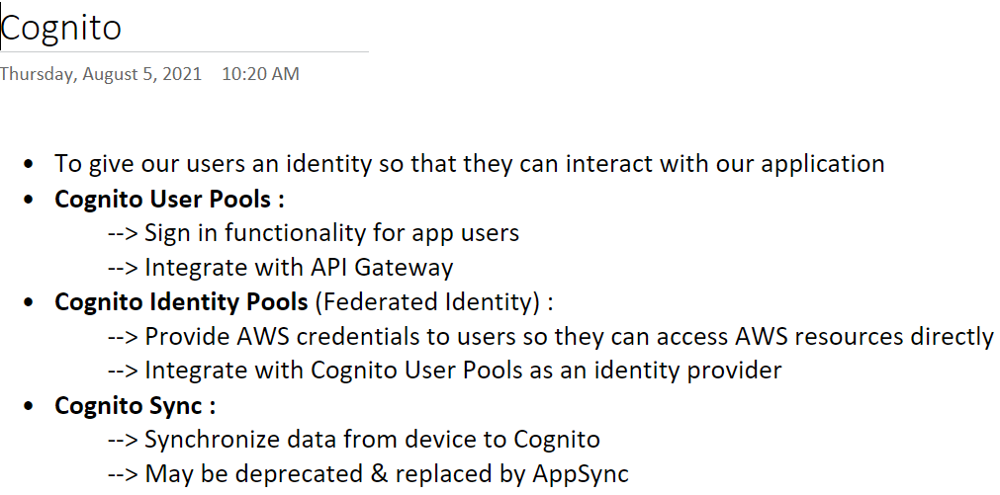 Cognito
Thursday, August 5, 2021 10:20 AM
• To give our users an identity so that they can interact with our application
• Cognito User Pools :
--> Sign in functionality for app users
--> Integrate with API Gateway
• Cognito Identity Pools (Federated Identity) :
--> Provide AWS credentials to users so they can access AWS resources directly
--> Integrate with Cognito User Pools as an identity provider
• Cognito Sync :
--> Synchronize data from device to Cognito
--> May be deprecated & replaced by AppSync